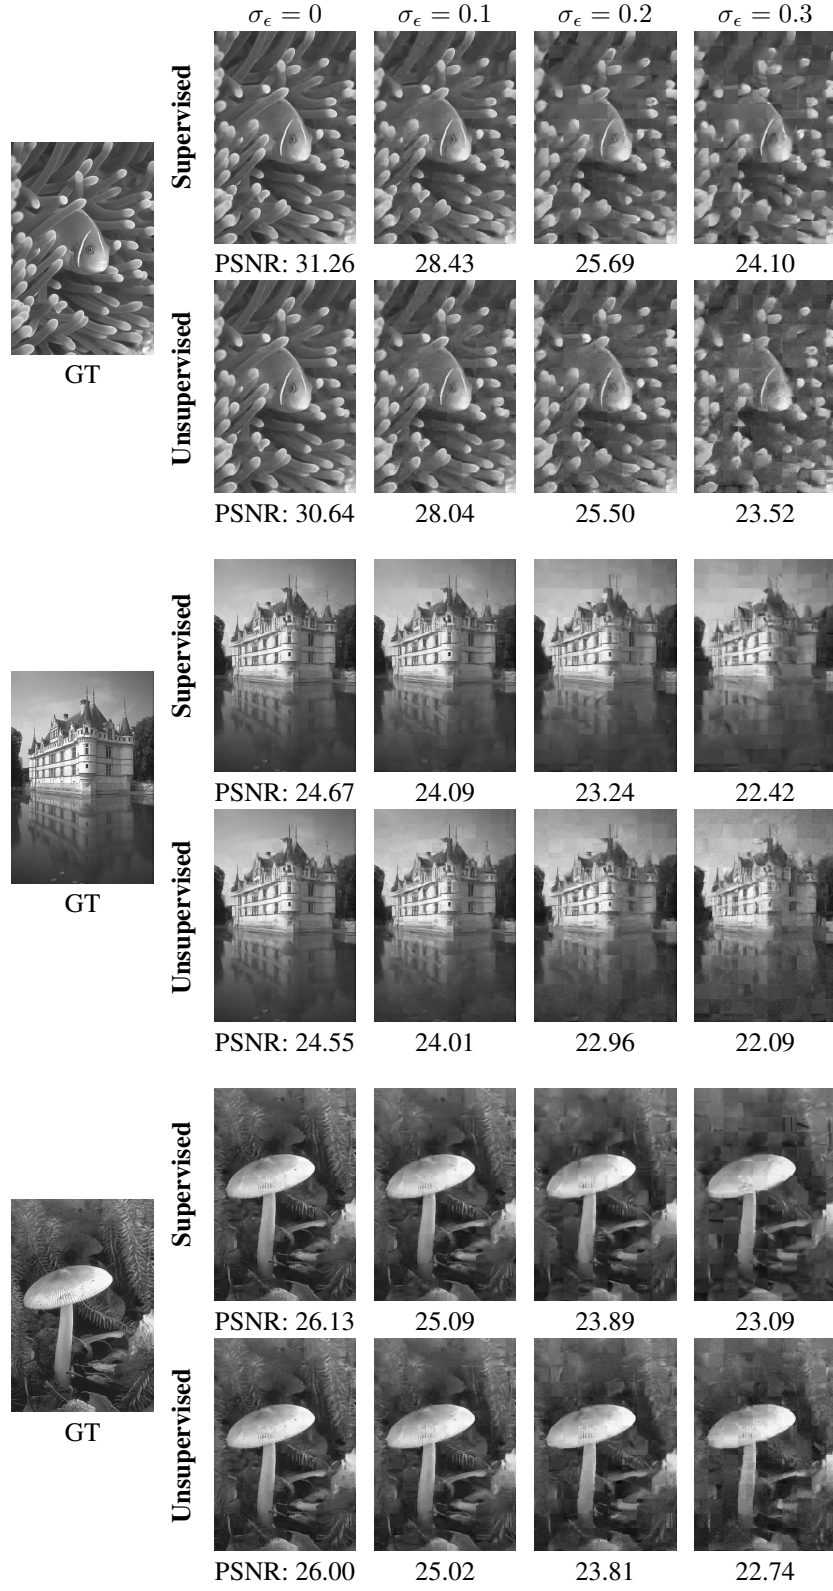 σ_ϵ = 0 σ_ϵ = 0.1 σ_ϵ = 0.2 σ_ϵ = 0.3
Supervised
PSNR: 31.26 28.43 25.69 24.10
GT
Unsupervised
PSNR: 30.64 28.04 25.50 23.52
Supervised
PSNR: 24.67 24.09 23.24 22.42
GT
Unsupervised
PSNR: 24.55 24.01 22.96 22.09
Supervised
PSNR: 26.13 25.09 23.89 23.09
GT
Unsupervised
PSNR: 26.00 25.02 23.81 22.74